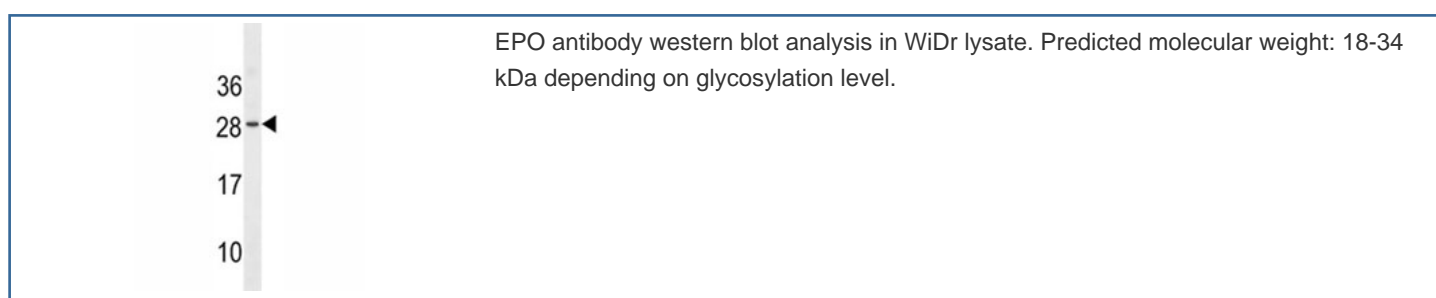 EPO antibody western blot analysis in WiDr lysate. Predicted molecular weight: 18-34
kDa depending on glycosylation level.
36
28
17
10